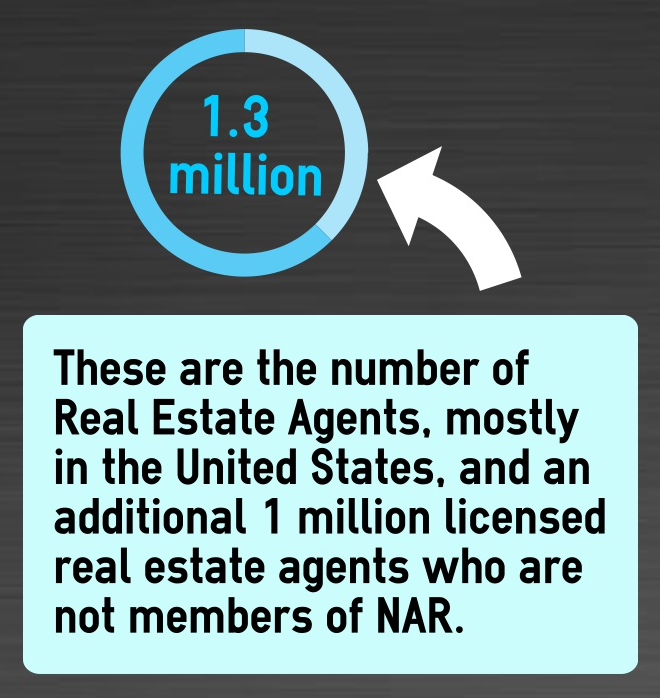 1.3
million
These are the number of
Real Estate Agents, mostly
in the United States, and an
additional 1 million licensed
real estate agents who are
not members of NAR.